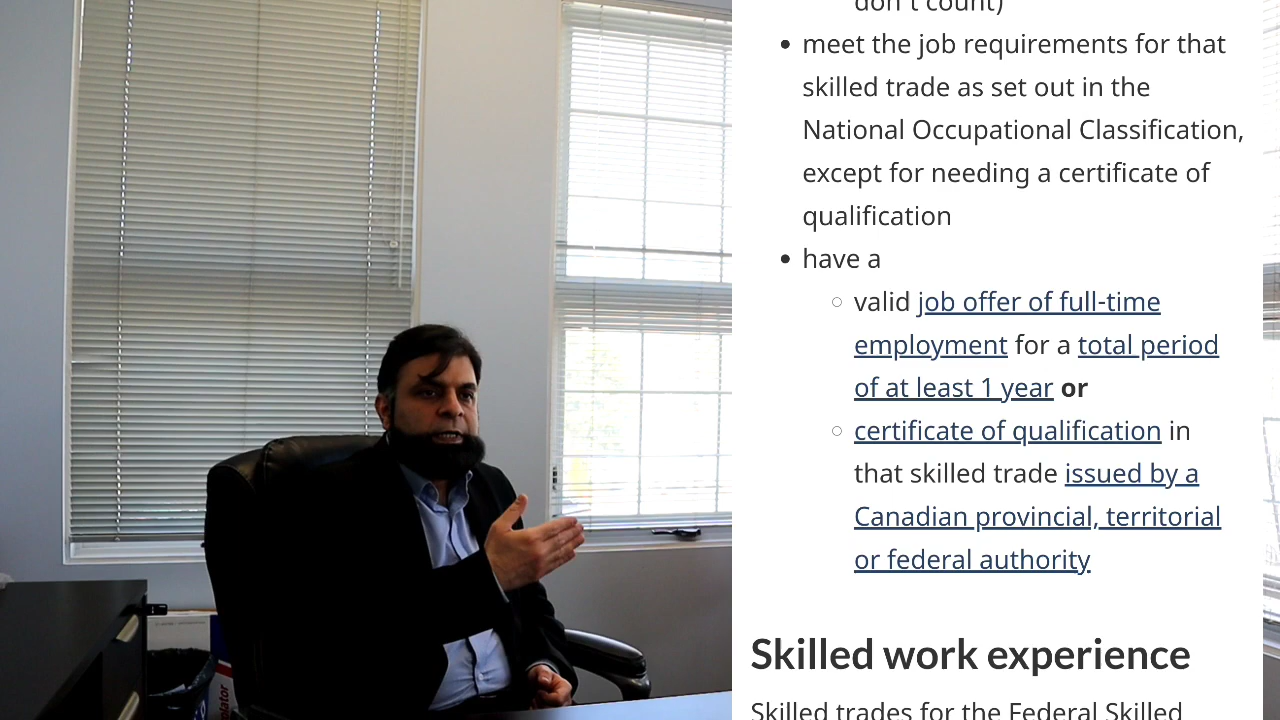 don't count)
• meet the job requirements for that
skilled trade as set out in the
National Occupational Classification,
except for needing a certificate of
qualification
• have a
○ valid job offer of full-time
employment for a total period
of at least 1 year or
○ certificate of qualification in
that skilled trade issued by a
Canadian provincial, territorial
or federal authority
Skilled work experience
Skilled trades for the Federal Skilled